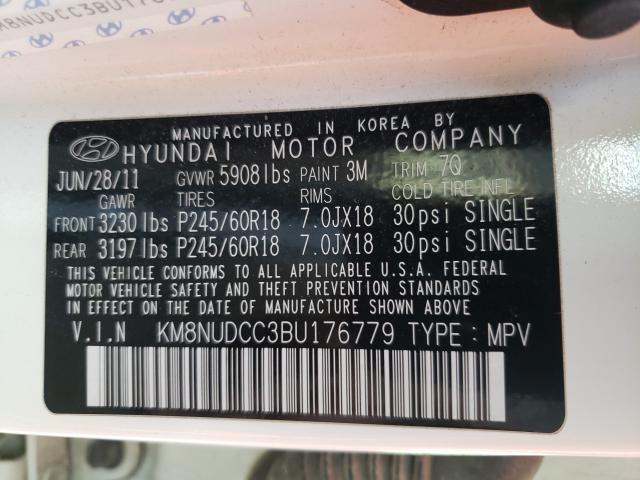 KM8NUDCC3BU176
MANUFACTURED IN KOREA BY
HYUNDAI MOTOR COMPANY
JUN/28/11 GVWR 5908lbs PAINT 3M TRIM 7Q
GAWR TIRES RIMS COLD TIRE INFL
FRONT 3230lbs P245/60R18 7.0JX18 30psi SINGLE
REAR 3197lbs P245/60R18 7.0JX18 30psi SINGLE
THIS VEHICLE CONFORMS TO ALL APPLICABLE U.S.A. FEDERAL
MOTOR VEHICLE SAFETY AND THEFT PREVENTION STANDARDS
IN EFFECT ON THE DATE OF MANUFACTURE SHOWN ABOVE.
V.I.N KM8NUDCC3BU176779 TYPE : MPV